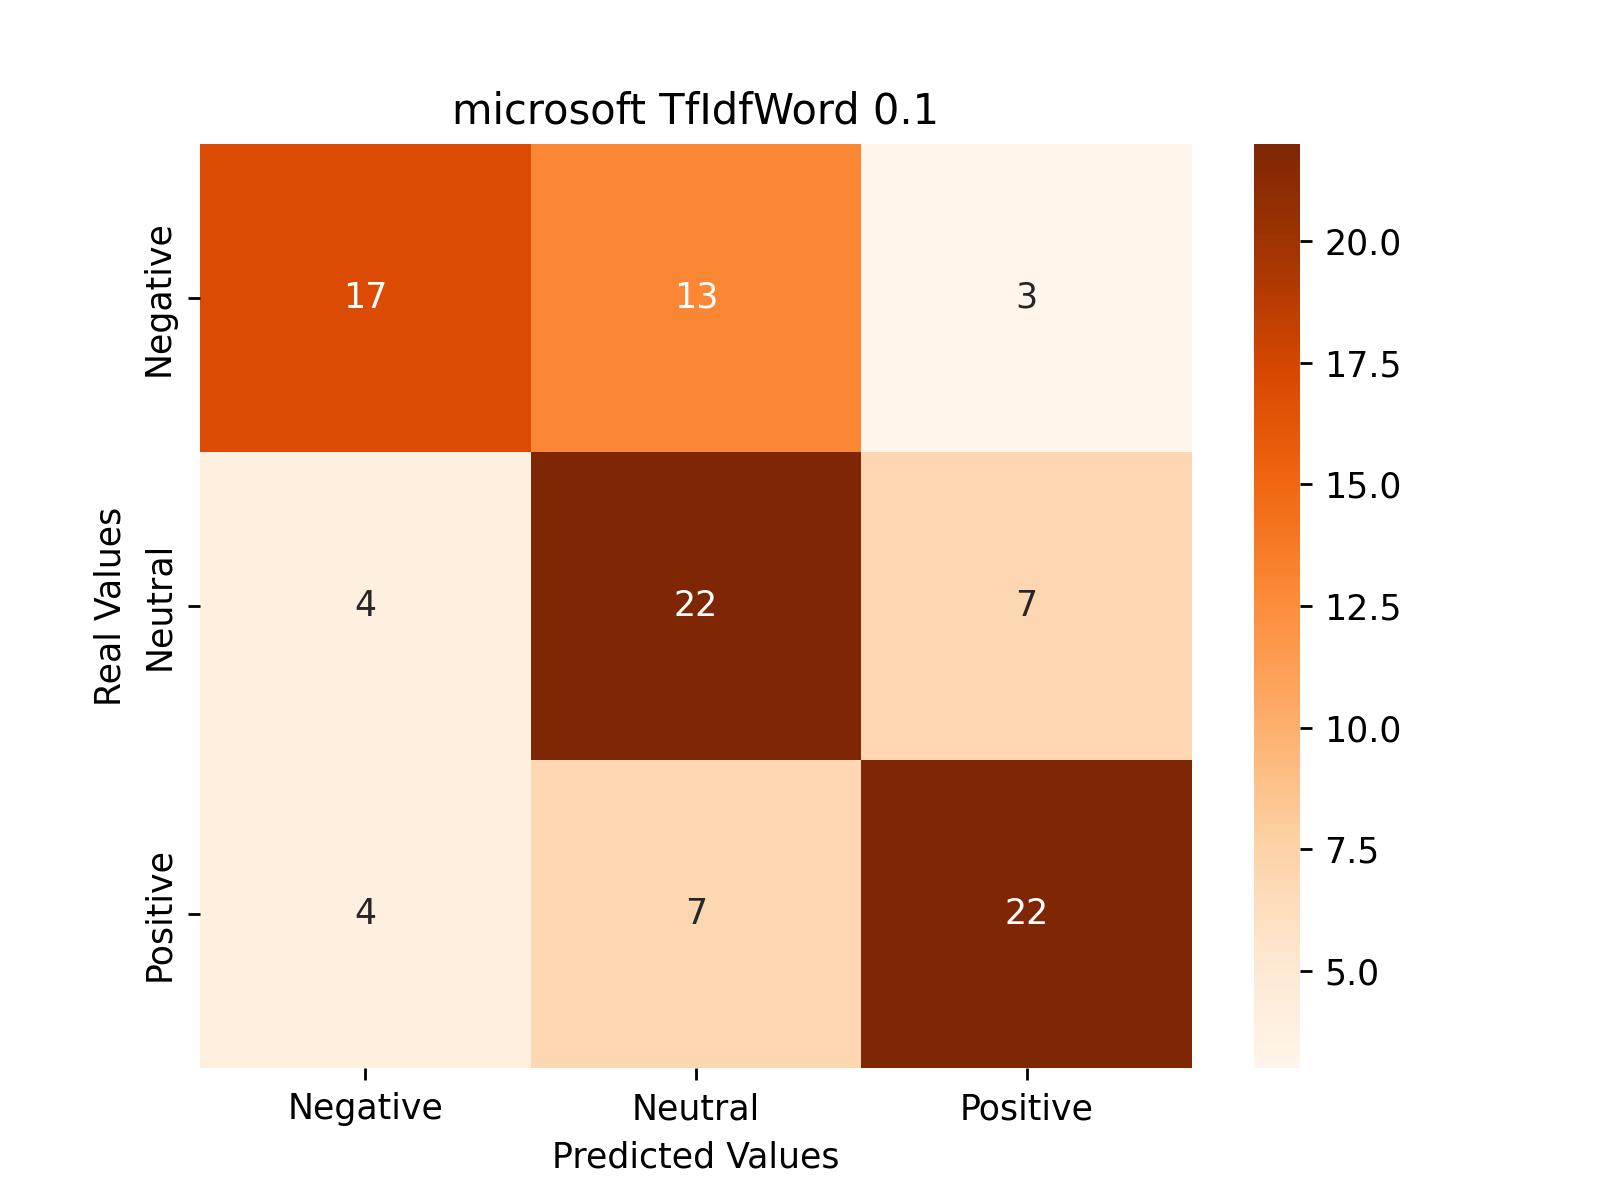 microsoft TfIdfWord 0.1
Real Values
Negative
17
13
3
Neutral
4
22
7
Positive
4
7
22
Negative
Neutral
Positive
Predicted Values
20.0
17.5
15.0
12.5
10.0
7.5
5.0